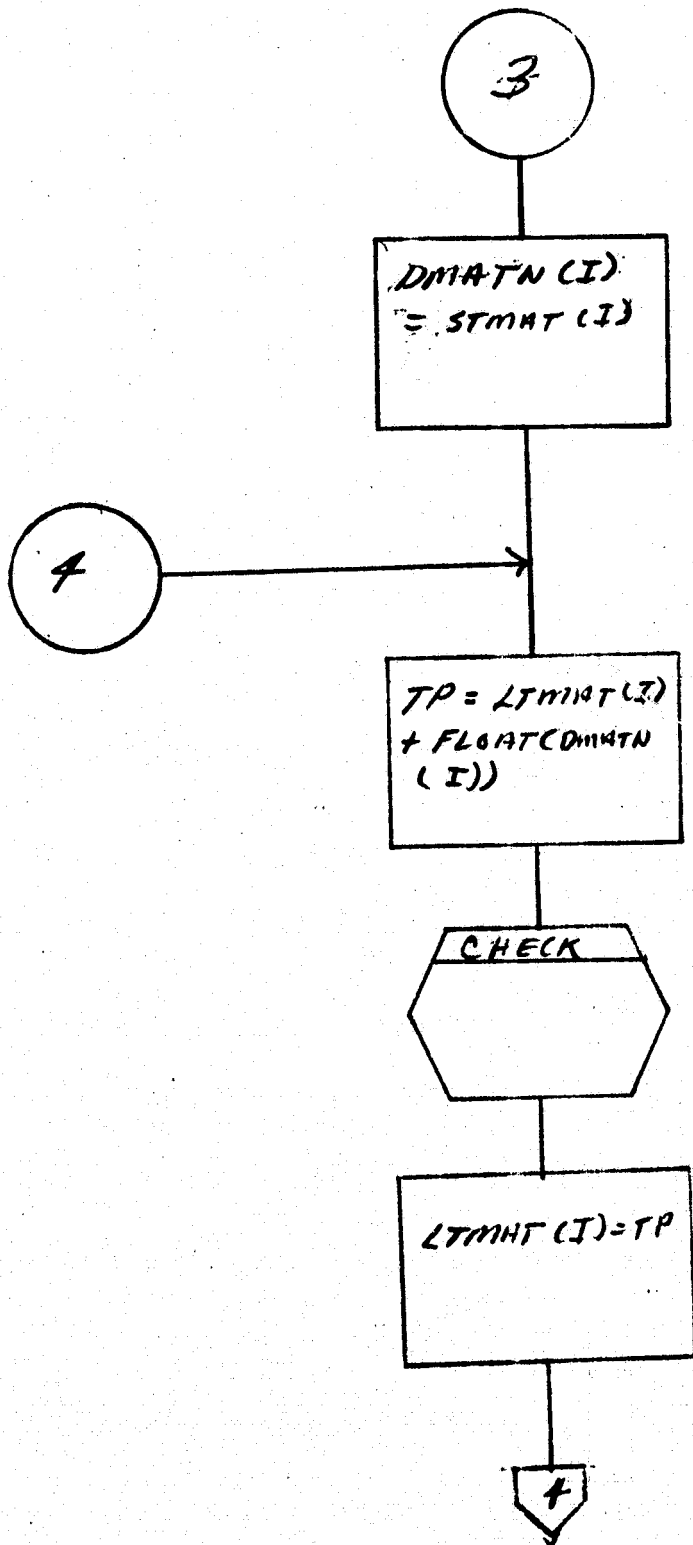 3
DMATN (I)
= STMAT (I)
4
TP = LTMAT (I)
+ FLOAT (DMATN
(I))
CHECK
LTMAT (I) = TP
4